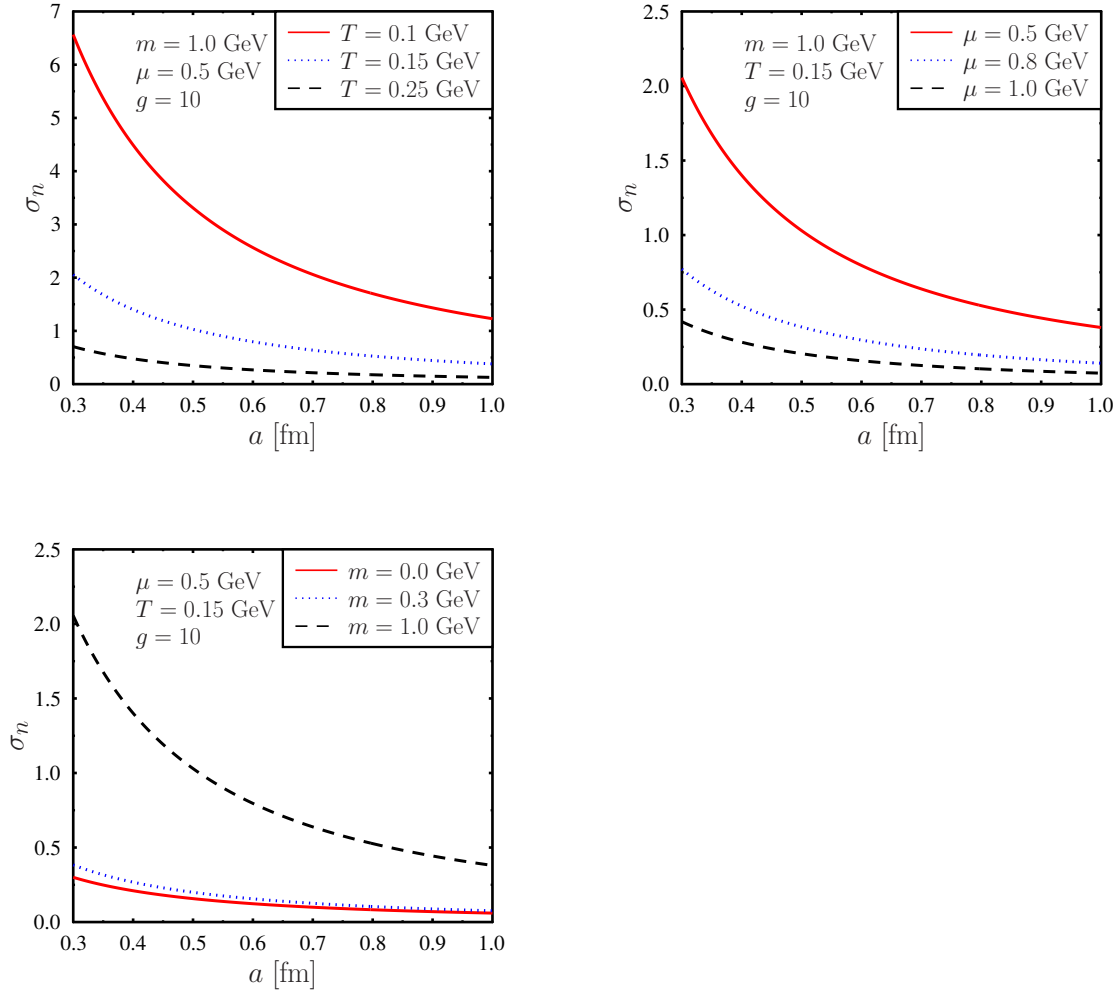 7
6
5
4
3
2
1
0
σn
m = 1.0 GeV
μ = 0.5 GeV
g = 10
T = 0.1 GeV
T = 0.15 GeV
T = 0.25 GeV
0.3 0.4 0.5 0.6 0.7 0.8 0.9 1.0
a [fm]
2.5
2.0
1.5
1.0
0.5
0.0
σn
m = 1.0 GeV
T = 0.15 GeV
g = 10
μ = 0.5 GeV
μ = 0.8 GeV
μ = 1.0 GeV
0.3 0.4 0.5 0.6 0.7 0.8 0.9 1.0
a [fm]
2.5
2.0
1.5
1.0
0.5
0.0
σn
μ = 0.5 GeV
T = 0.15 GeV
g = 10
m = 0.0 GeV
m = 0.3 GeV
m = 1.0 GeV
0.3 0.4 0.5 0.6 0.7 0.8 0.9 1.0
a [fm]